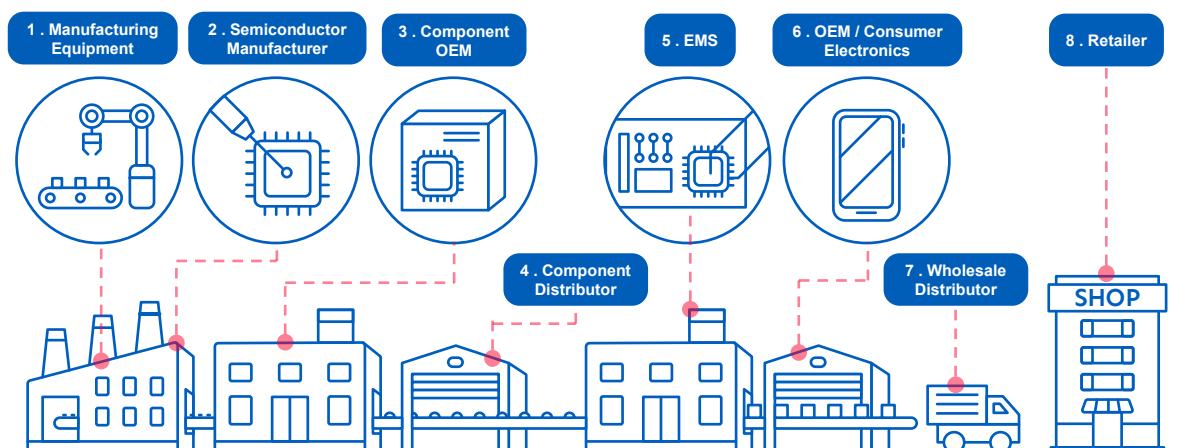 1 . Manufacturing
Equipment
2 . Semiconductor
Manufacturer
3 . Component
OEM
4 . Component
Distributor
5 . EMS
6 . OEM / Consumer
Electronics
7 . Wholesale
Distributor
8 . Retailer
SHOP